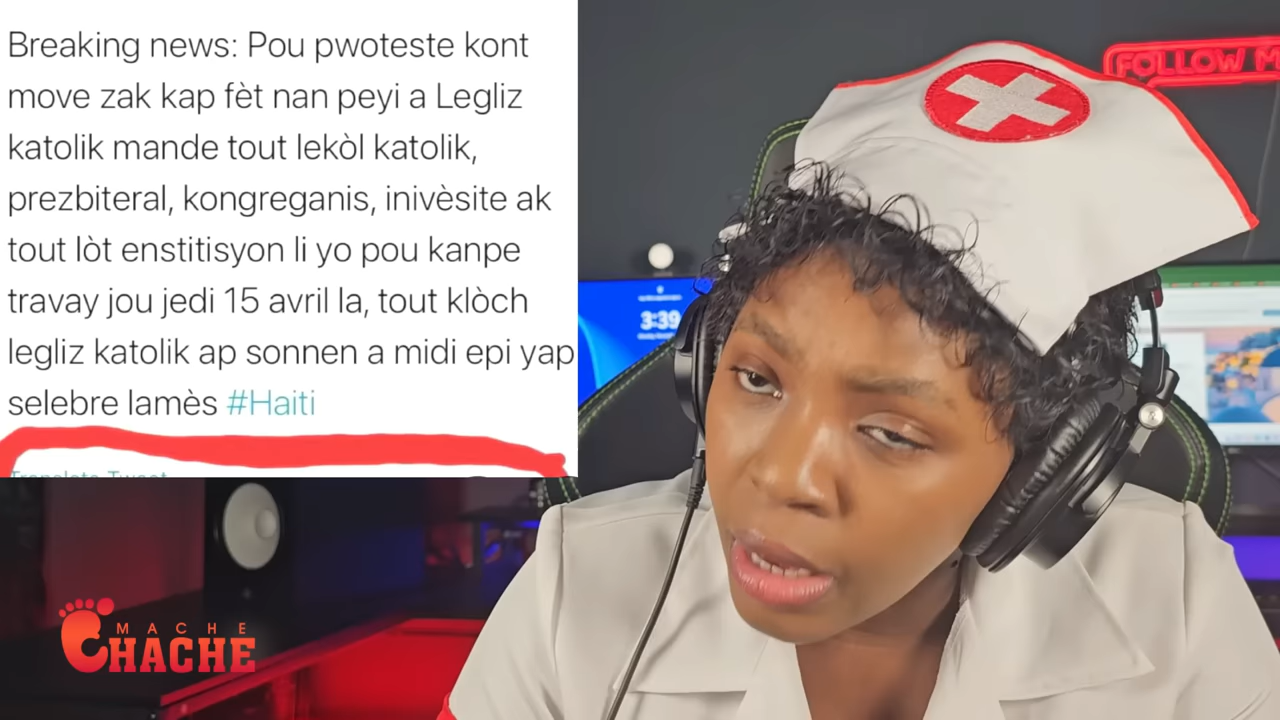 Breaking news: Pou pwoteste kont
move zak kap fèt nan peyi a Legliz
katolik mande tout lekòl katolik,
prezbiteral, kongreganis, inivèsite ak
tout lòt enstitisyon li yo pou kanpe
travay jou jedi 15 avril la, tout klòch
legliz katolik ap sonnen a midi epi yap
selebre lamès #Haiti
Translate Tweet
FOLLOW M
3:39
MACHE
CHACHE